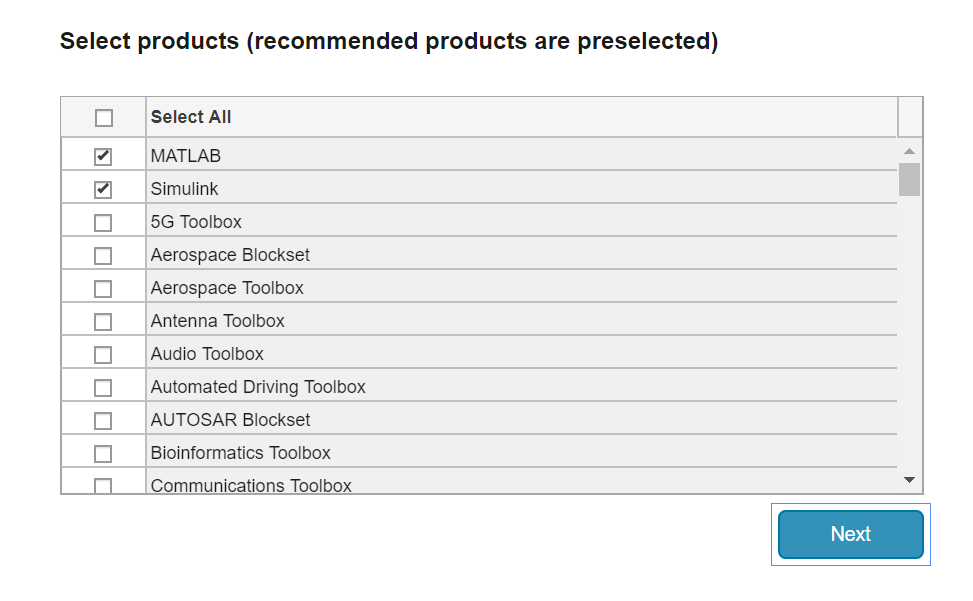 Select products (recommended products are preselected)
Select All
MATLAB
Simulink
5G Toolbox
Aerospace Blockset
Aerospace Toolbox
Antenna Toolbox
Audio Toolbox
Automated Driving Toolbox
AUTOSAR Blockset
Bioinformatics Toolbox
Communications Toolbox
Next